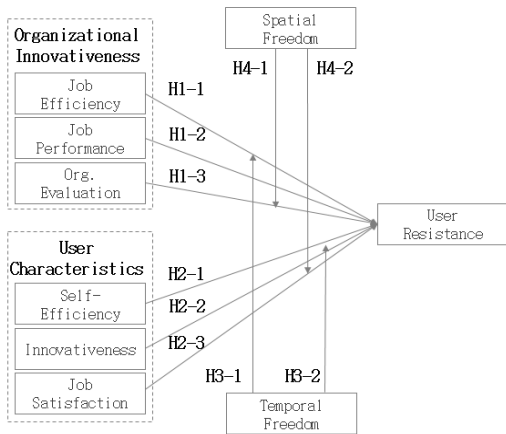 Organizational
Innovativeness
Job
Efficiency
Job
Performance
Org.
Evaluation
H1-1
H1-2
H1-3
Spatial
Freedom
H4-1
H4-2
User
Resistance
User
Characteristics
Self-
Efficiency
Innovativeness
Job
Satisfaction
H2-1
H2-2
H2-3
H3-1
H3-2
Temporal
Freedom